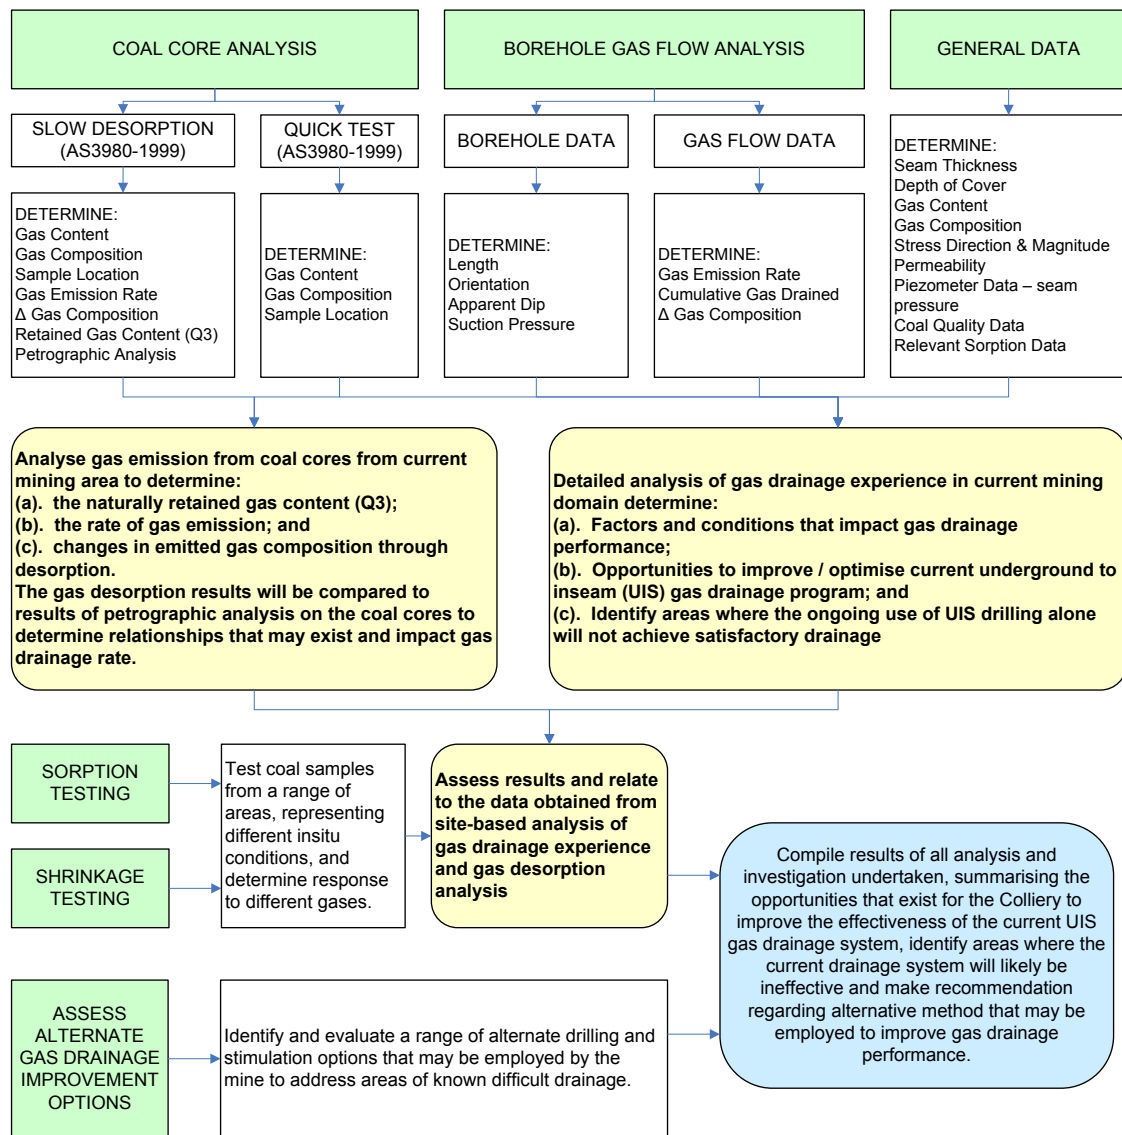 COAL CORE ANALYSIS
BOREHOLE GAS FLOW ANALYSIS
GENERAL DATA
SLOW DESORPTION
(AS3980-1999)
QUICK TEST
(AS3980-1999)
BOREHOLE DATA
GAS FLOW DATA
DETERMINE:
Gas Content
Gas Composition
Sample Location
Gas Emission Rate
Δ Gas Composition
Retained Gas Content (Q3)
Petrographic Analysis
DETERMINE:
Gas Content
Gas Composition
Sample Location
DETERMINE:
Length
Orientation
Apparent Dip
Suction Pressure
DETERMINE:
Gas Emission Rate
Cumulative Gas Drained
Δ Gas Composition
DETERMINE:
Seam Thickness
Depth of Cover
Gas Content
Gas Composition
Stress Direction & Magnitude
Permeability
Piezometer Data – seam
pressure
Coal Quality Data
Relevant Sorption Data
Analyse gas emission from coal cores from current
mining area to determine:
(a).  the naturally retained gas content (Q3);
(b).  the rate of gas emission; and
(c).  changes in emitted gas composition through
desorption.
The gas desorption results will be compared to
results of petrographic analysis on the coal cores to
determine relationships that may exist and impact gas
drainage rate.
Detailed analysis of gas drainage experience in current mining
domain determine:
(a).  Factors and conditions that impact gas drainage
performance;
(b).  Opportunities to improve / optimise current underground to
inseam (UIS) gas drainage program; and
(c).  Identify areas where the ongoing use of UIS drilling alone
will not achieve satisfactory drainage
SORPTION
TESTING
SHRINKAGE
TESTING
Test coal samples
from a range of
areas, representing
different insitu
conditions, and
determine response
to different gases.
Assess results and relate
to the data obtained from
site-based analysis of
gas drainage experience
and gas desorption
analysis
Compile results of all analysis and
investigation undertaken, summarising the
opportunities that exist for the Colliery to
improve the effectiveness of the current UIS
gas drainage system, identify areas where the
current drainage system will likely be
ineffective and make recommendation
regarding alternative method that may be
employed to improve gas drainage
performance.
ASSESS
ALTERNATE
GAS DRAINAGE
IMPROVEMENT
OPTIONS
Identify and evaluate a range of alternate drilling and
stimulation options that may be employed by the
mine to address areas of known difficult drainage.